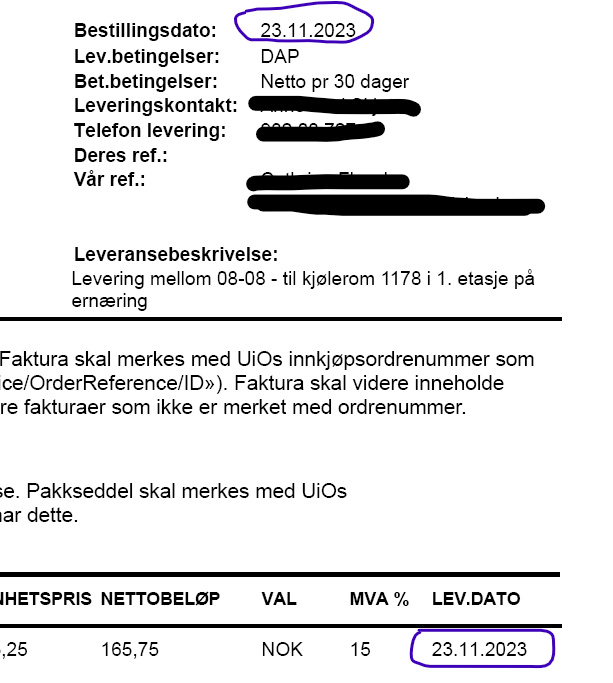 Bestillingsdato: 23.11.2023
Lev.betingelser: DAP
Bet.betingelser: Netto pr 30 dager
Leveringskontakt:
Telefon levering:
Deres ref.:
Vår ref.:
Leveransebeskrivelse:
Levering mellom 08-08 - til kjølerom 1178 i 1. etasje på
ernæring
Faktura skal merkes med UiOs innkjøpsordrenummer som
ice/OrderReference/ID»). Faktura skal videre inneholde
re fakturaer som ikke er merket med ordrenummer.
se. Pakkseddel skal merkes med UiOs
har dette.
NHETSPRIS NETTOBELØP VAL MVA % LEV.DATO
,25 165,75 NOK 15 23.11.2023